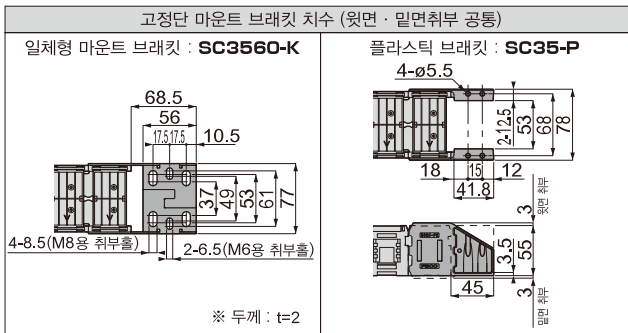 고정단 마운트 브래킷 치수 (윗면 · 밑면취부 공통)
일체형 마운트 브래킷 : SC3560-K
68.5
56
17.5 17.5
10.5
37
49
53
61
77
4-8.5(M8용 취부홀)
2-6.5(M6용 취부홀)
※ 두께 : t=2
플라스틱 브래킷 : SC35-P
4-ø5.5
2-12.5
53
68
78
18
15
12
41.8
3
윗면 취부
3.5
55
45
3
밑면 취부